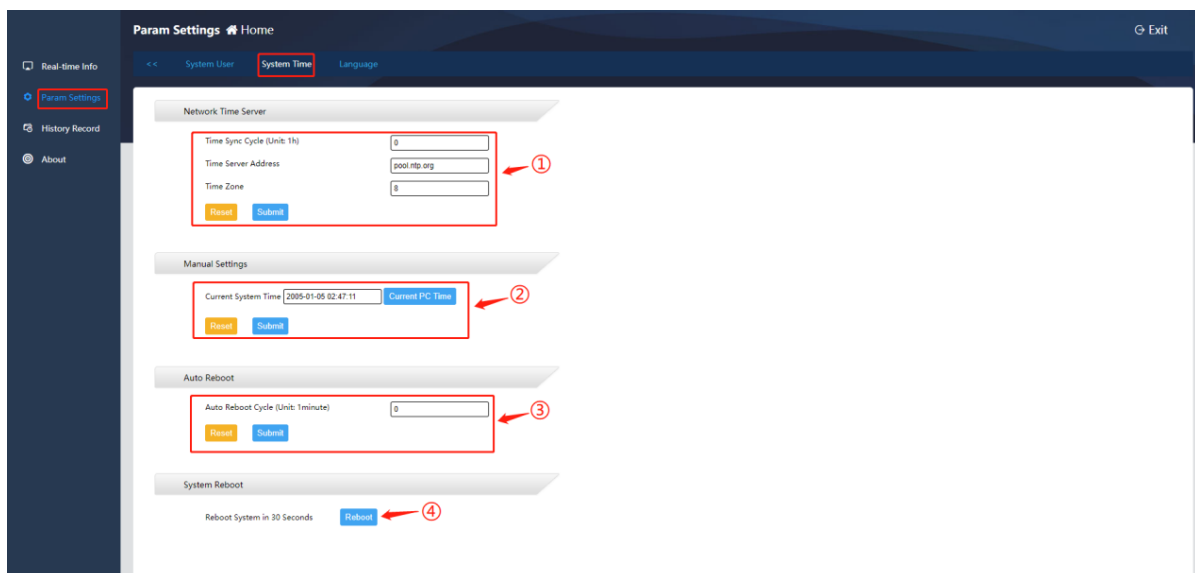 Param Settings Home
Exit
Real-time Info
Param Settings
History Record
About
<< System User System Time Language
Network Time Server
Time Sync Cycle (Unit: 1h) 0
Time Server Address pool.ntp.org
Time Zone 8
Reset Submit
①
Manual Settings
Current System Time 2005-01-05 02:47:11 Current PC Time
Reset Submit
②
Auto Reboot
Auto Reboot Cycle (Unit: 1minute) 0
Reset Submit
③
System Reboot
Reboot System in 30 Seconds Reboot
④